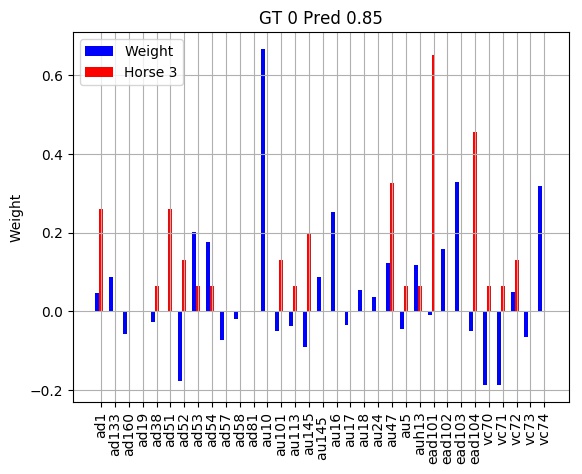 GT 0 Pred 0.85
Weight
Horse 3
0.6
0.4
0.2
0.0
−0.2
Weight
ad1
ad133
ad160
ad19
ad38
ad51
ad52
ad53
ad54
ad57
ad58
ad81
au10
au101
au113
au145
au145
au16
au17
au18
au24
au47
au5
auh13
ead101
ead102
ead103
ead104
vc70
vc71
vc72
vc73
vc74